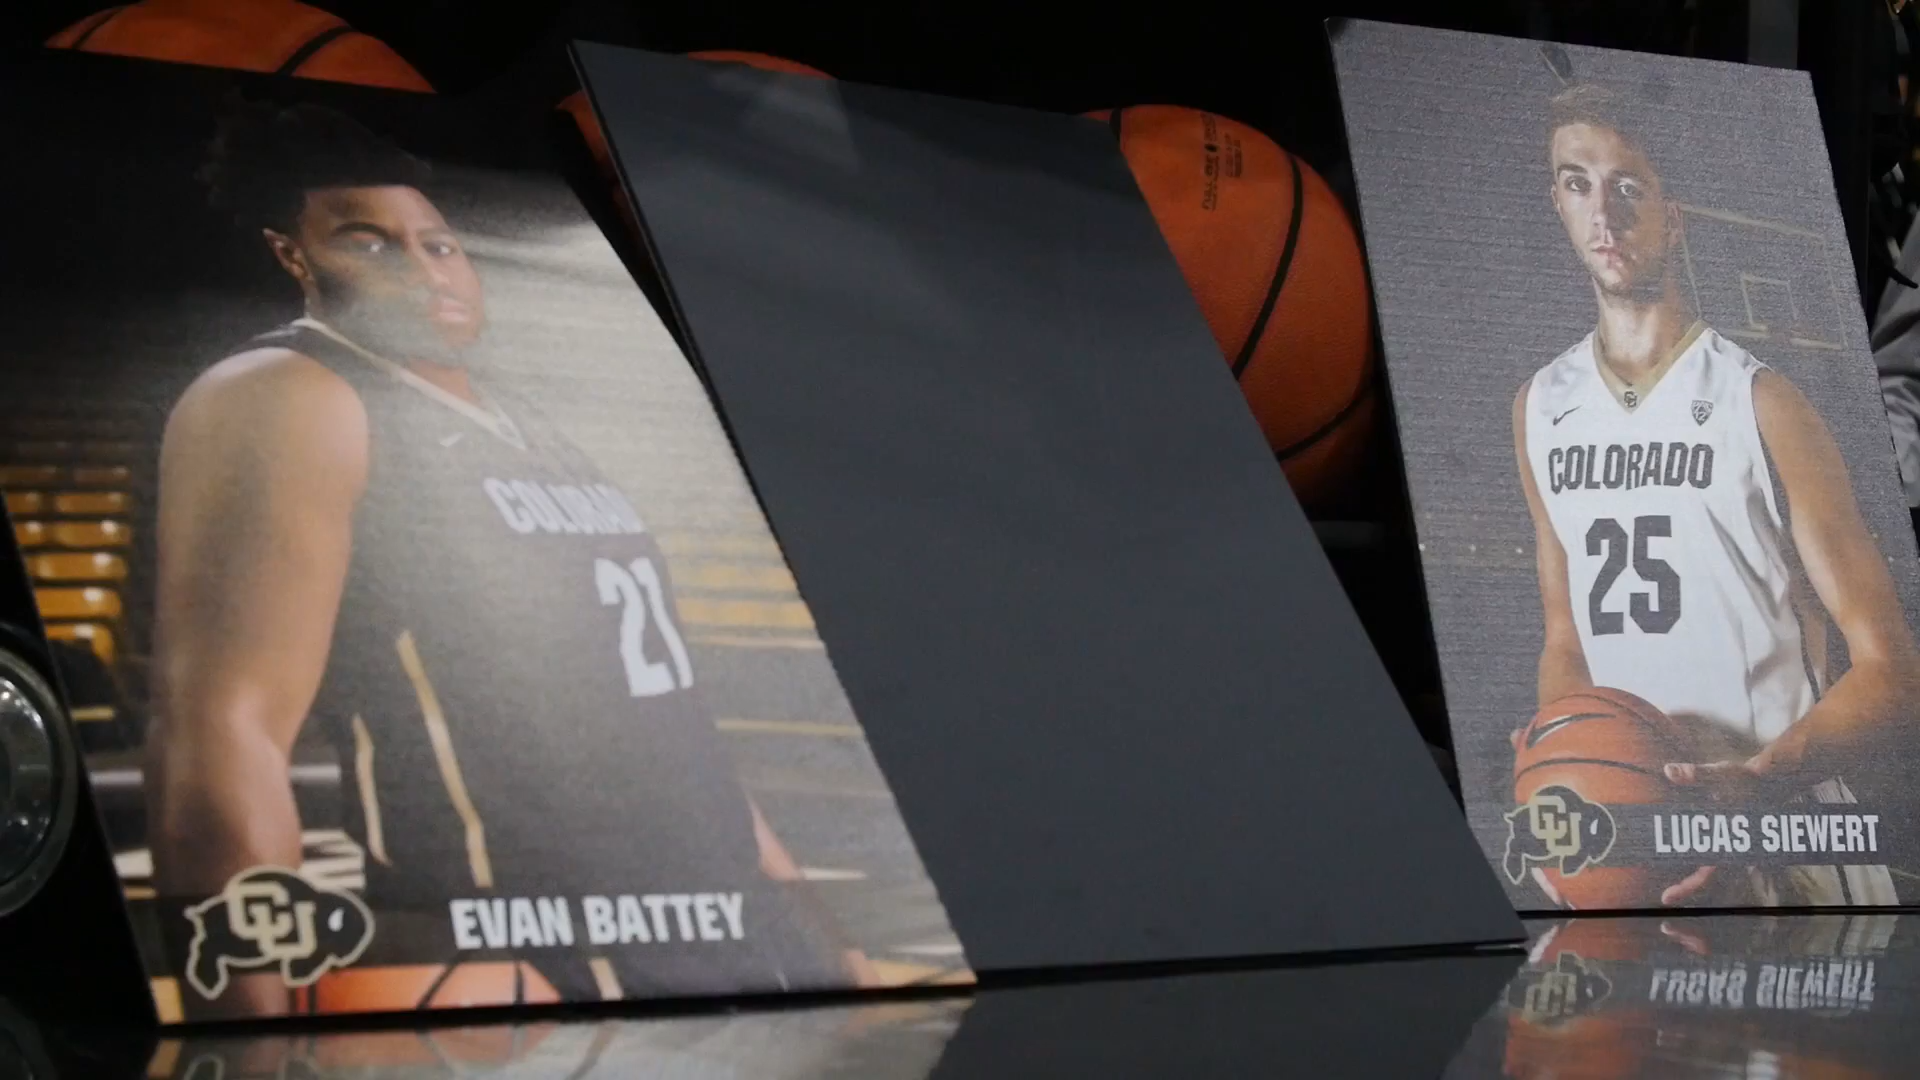 COLORADO
21
CU
EVAN BATTEY
COLORADO
25
CU
LUCAS SIEWERT